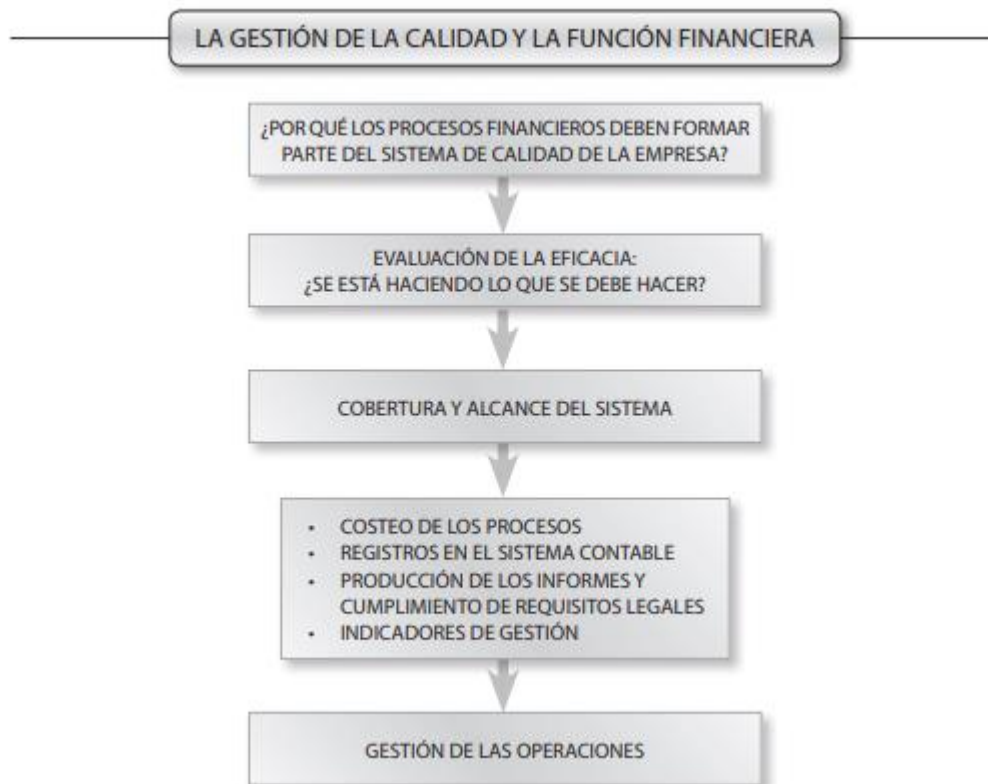 LA GESTIÓN DE LA CALIDAD Y LA FUNCIÓN FINANCIERA
¿POR QUÉ LOS PROCESOS FINANCIEROS DEBEN FORMAR
PARTE DEL SISTEMA DE CALIDAD DE LA EMPRESA?
EVALUACIÓN DE LA EFICACIA:
¿SE ESTÁ HACIENDO LO QUE SE DEBE HACER?
COBERTURA Y ALCANCE DEL SISTEMA
• COSTEO DE LOS PROCESOS
• REGISTROS EN EL SISTEMA CONTABLE
• PRODUCCIÓN DE LOS INFORMES Y
CUMPLIMIENTO DE REQUISITOS LEGALES
• INDICADORES DE GESTIÓN
GESTIÓN DE LAS OPERACIONES